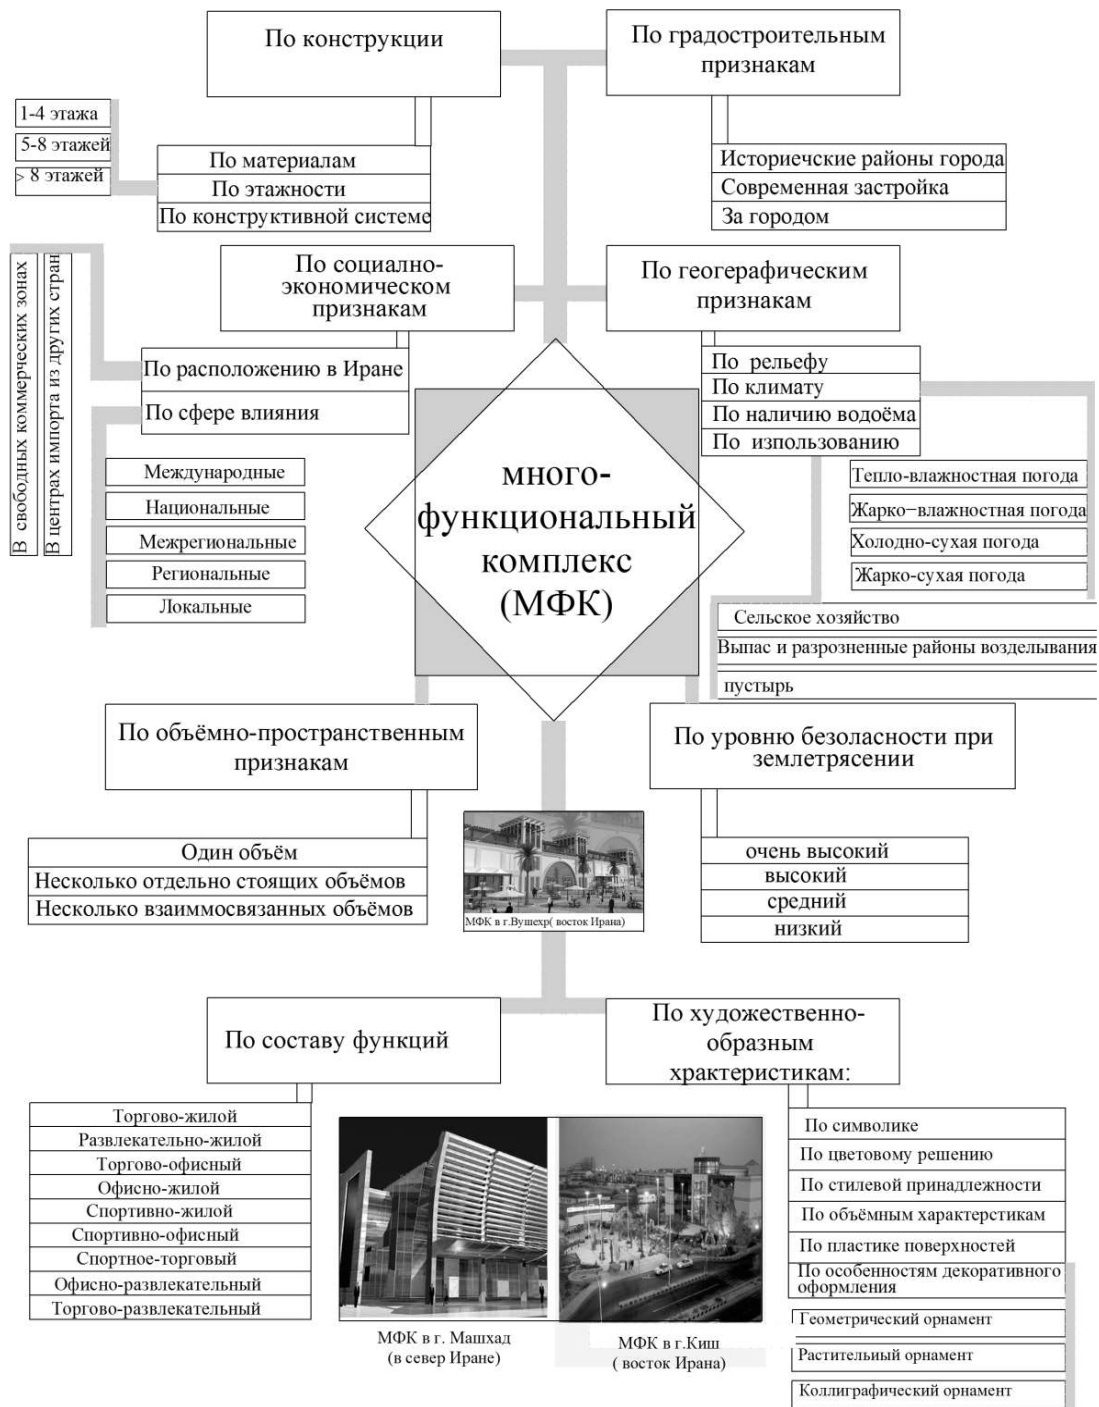 По конструкции
По градостроительным
признакам
1-4 этажа
5-8 этажей
> 8 этажей
По материалам
По этажности
По конструктивной системе
Историечские районы города
Современная застройка
За городом
По социално-
экономическом
признакам
По геогерафическим
признакам
В свободных коммерческих зонах
В центрах импорта из других стран
По расположению в Иране
По сфере влияния
Международные
Национальные
Межрегиональные
Региональные
Локальные
По рельефу
По климату
По наличию водоёма
По изпользованию
Тепло-влажностная погода
Жарко-влажностная погода
Холодно-сухая погода
Жарко-сухая погода
Сельское хозяйство
Выпас и разрозненные районы возделывания
пустырь
много-
функциональный
комплекс
(МФК)
По объёмно-пространственным
признакам
По уровню безоласности при
землетрясении
Один объём
Несколько отдельно стоящих объёмов
Несколько взаиммосвязанных объёмов
МФК в г.Вушехр( восток Ирана)
очень высокий
высокий
средний
низкий
По составу функций
По художественно-
образным
храктеристикам:
Торгово-жилой
Развлекательно-жилой
Торгово-офисный
Офисно-жилой
Спортивно-жилой
Спортивно-офисный
Спортное-торговый
Офисно-развлекательный
Торгово-развлекательный
МФК в г. Машхад
(в север Иране)
МФК в г.Киш
( восток Ирана)
По символике
По цветовому решению
По стилевой принадлежности
По объёмным характерстикам
По пластике поверхностей
По особенностям декоративного
оформления
Геометрический орнамент
Растительный орнамент
Коллиграфический орнамент